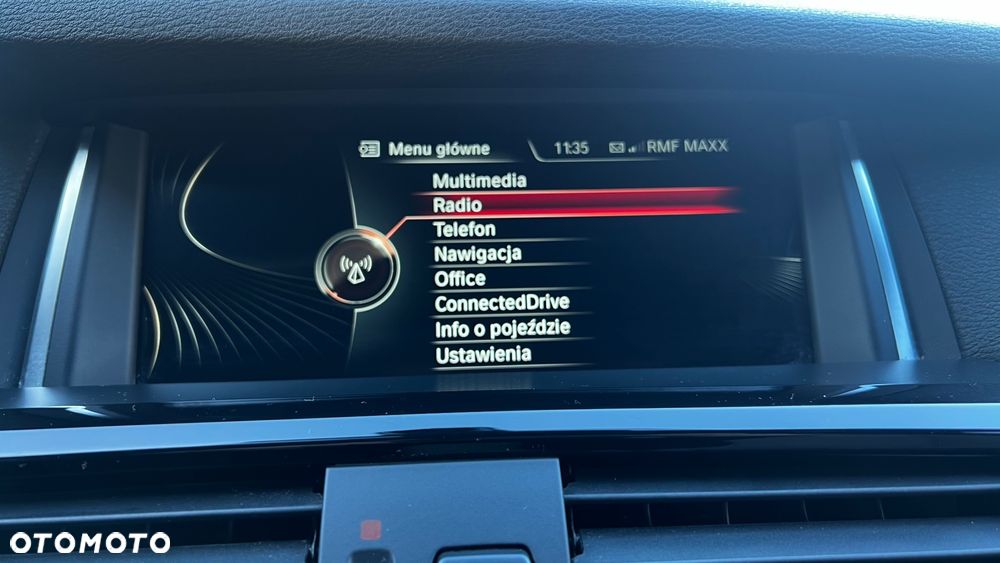 Menu główne 11:35 RMF MAXX
Multimedia
Radio
Telefon
Nawigacja
Office
ConnectedDrive
Info o pojeździe
Ustawienia
OTOMOTO